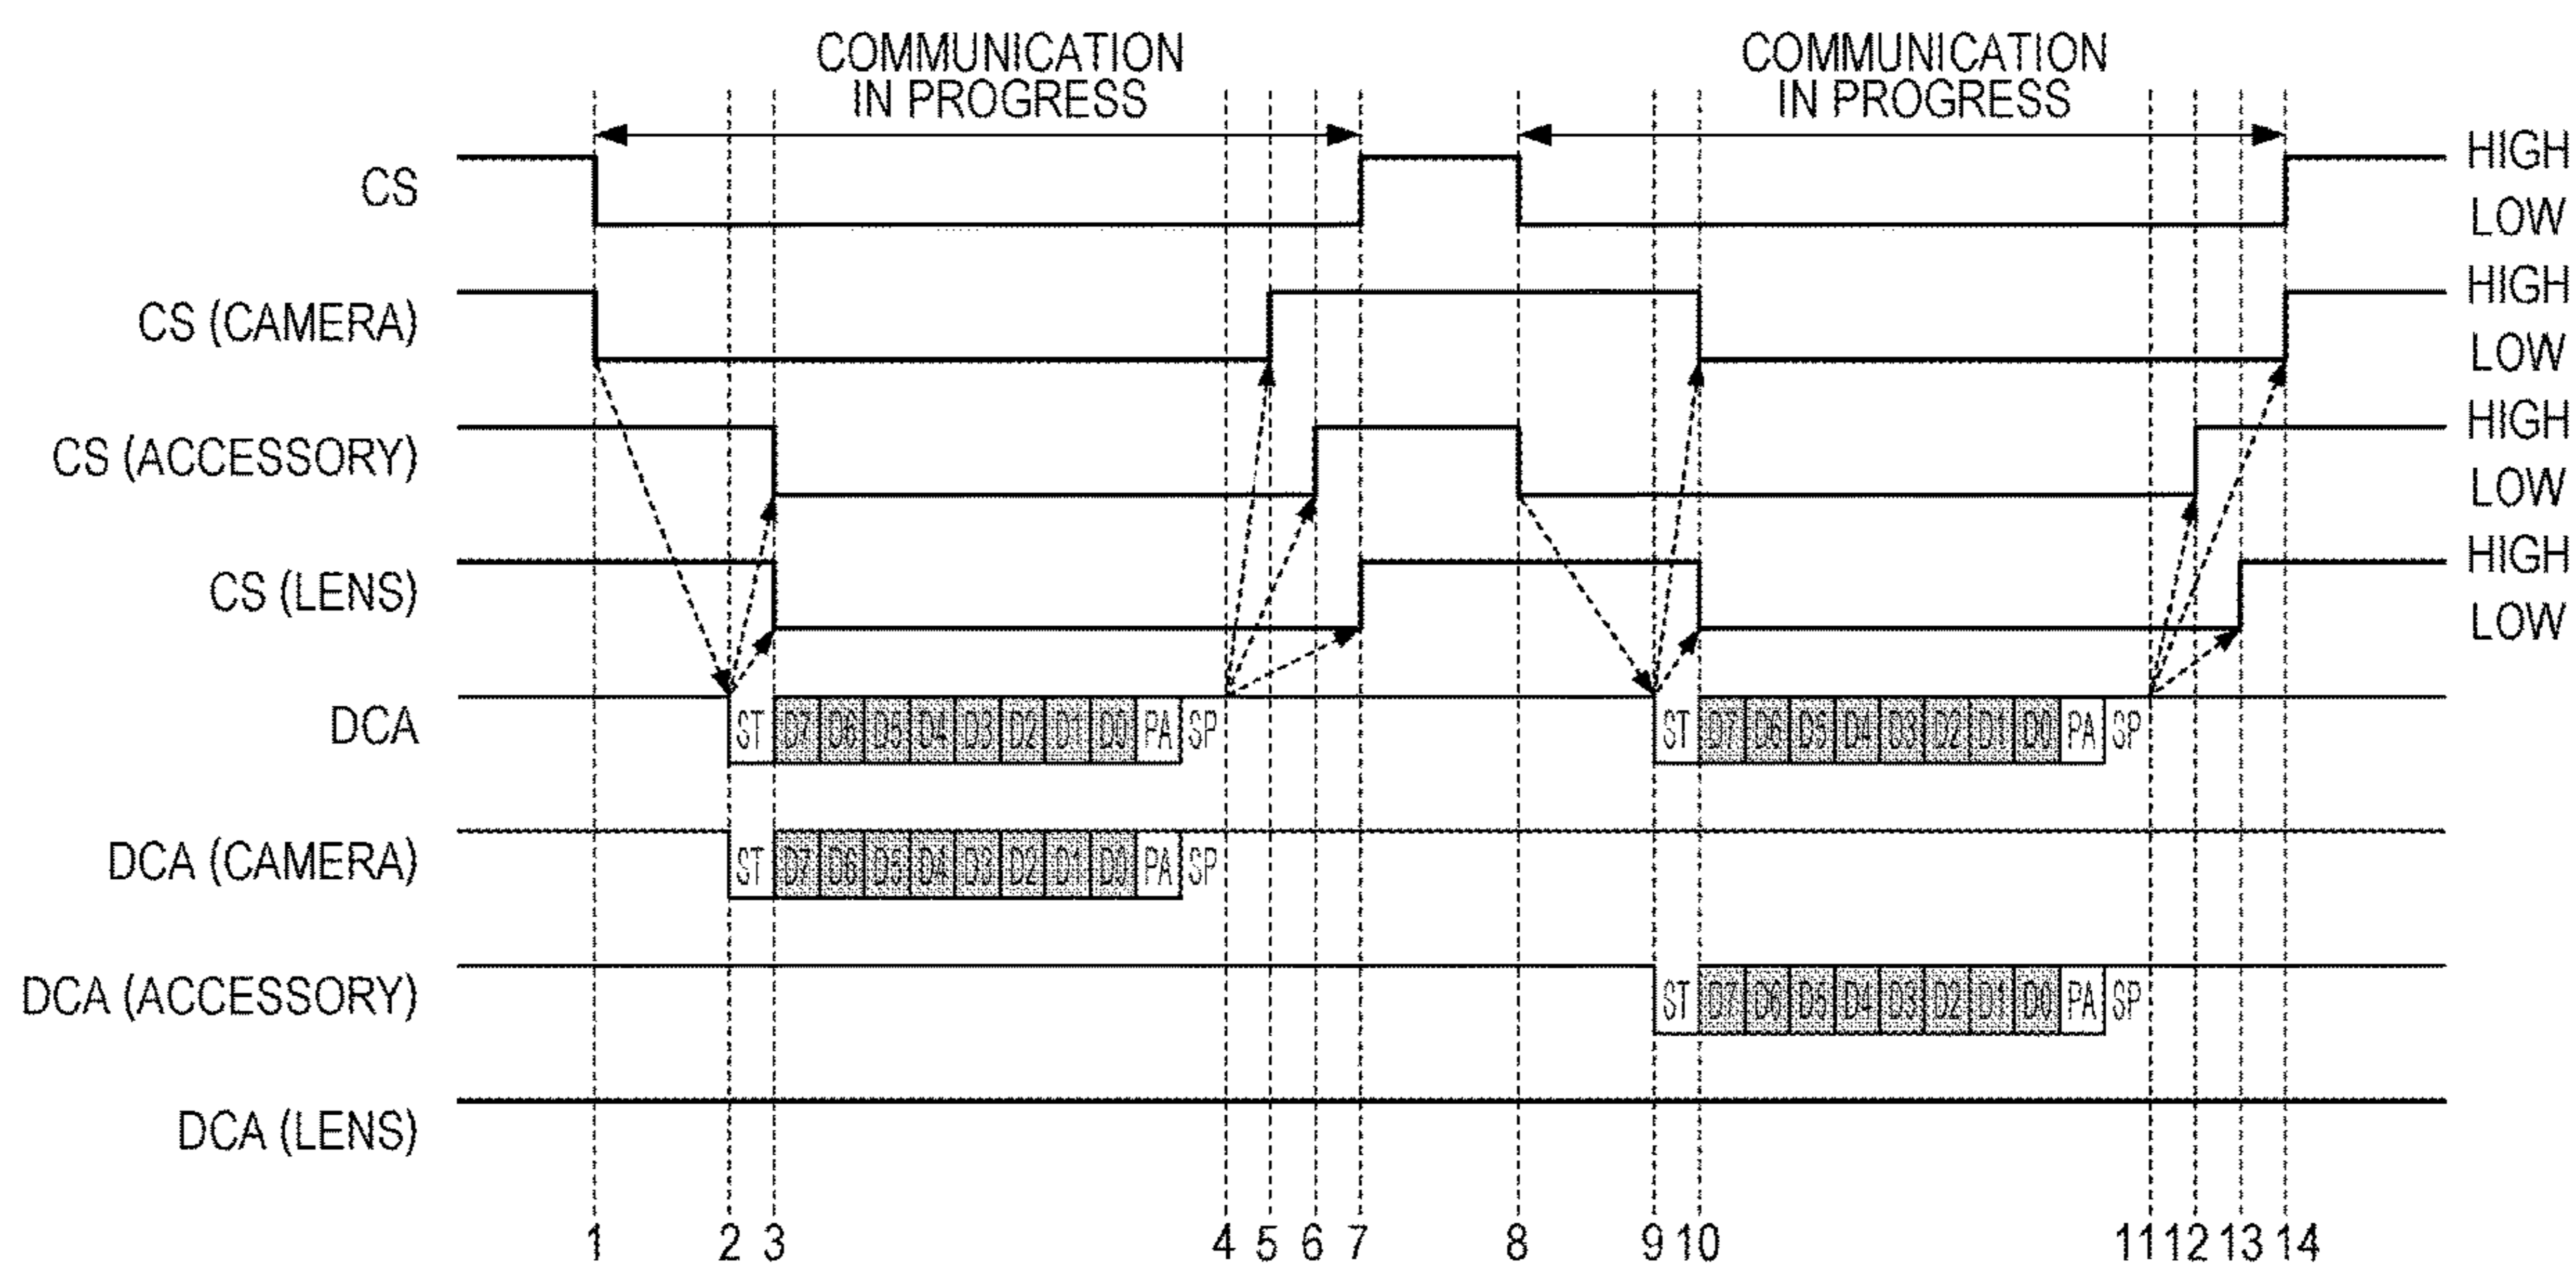 COMMUNICATION
IN PROGRESS
COMMUNICATION
IN PROGRESS
CS
HIGH
LOW
CS (CAMERA)
HIGH
LOW
CS (ACCESSORY)
HIGH
LOW
CS (LENS)
HIGH
LOW
DCA
ST D7 D6 D5 D4 D3 D2 D1 D0 PA SP
ST D7 D6 D5 D4 D3 D2 D1 D0 PA SP
DCA (CAMERA)
ST D7 D6 D5 D4 D3 D2 D1 D0 PA SP
DCA (ACCESSORY)
ST D7 D6 D5 D4 D3 D2 D1 D0 PA SP
DCA (LENS)
1 2 3 4 5 6 7 8 9 10 11 12 13 14